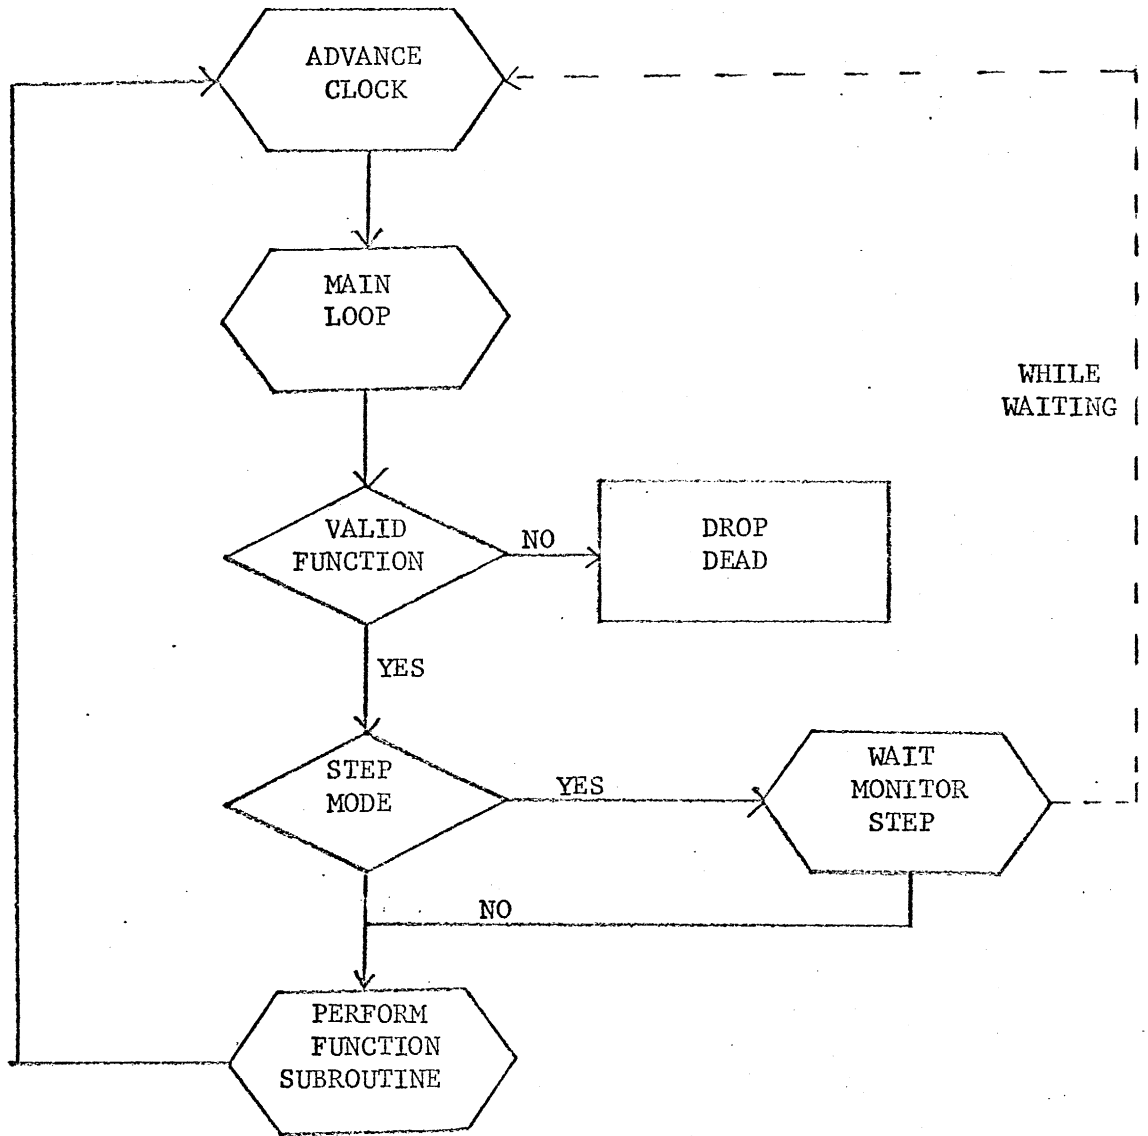 ADVANCE
CLOCK
MAIN
LOOP
WHILE
WAITING
VALID
FUNCTION
NO
DROP
DEAD
YES
STEP
MODE
YES
WAIT
MONITOR
STEP
NO
PERFORM
FUNCTION
SUBROUTINE